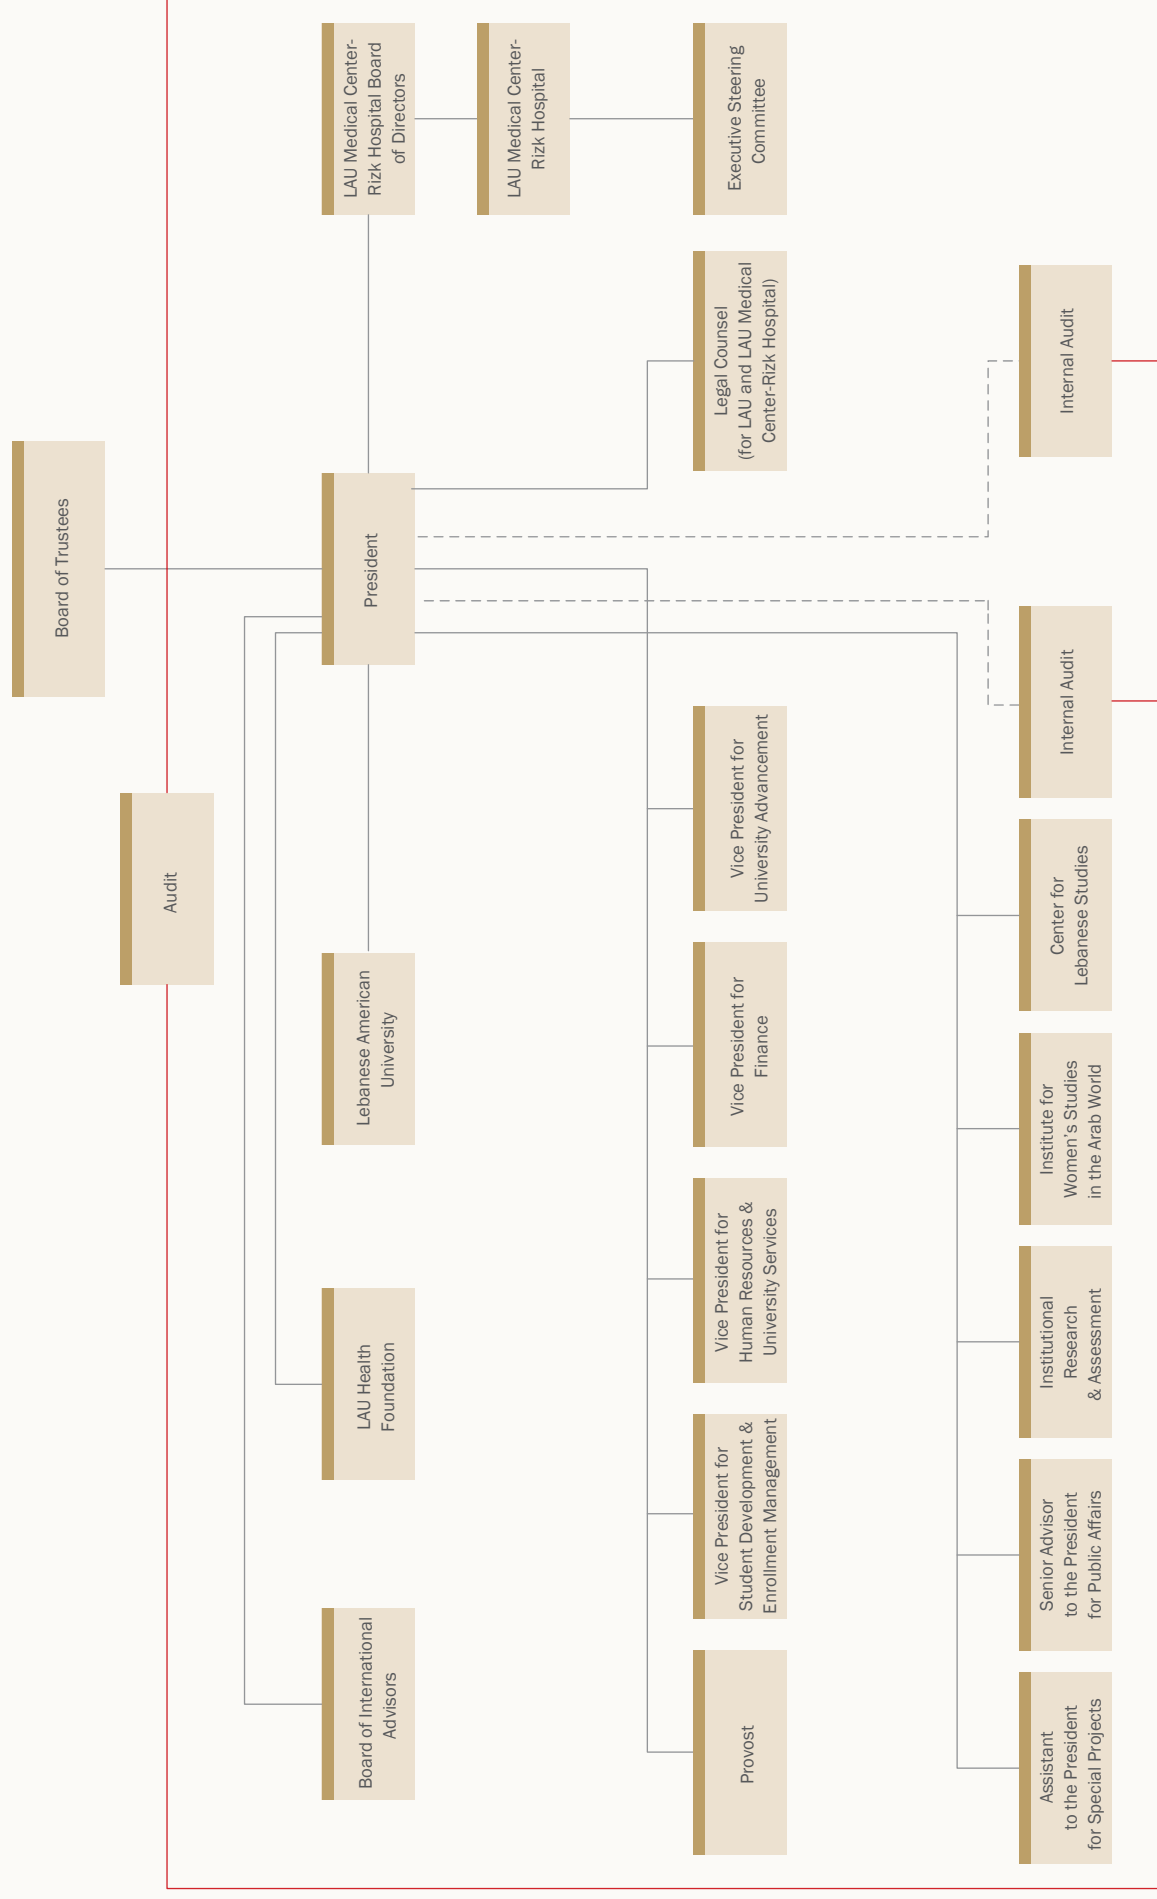 Board of Trustees
Audit
Board of International
Advisors
LAU Health
Foundation
Lebanese American
University
President
LAU Medical Center-
Rizk Hospital Board
of Directors
LAU Medical Center-
Rizk Hospital
Provost
Vice President for
Student Development &
Enrollment Management
Vice President for
Human Resources &
University Services
Vice President for
Finance
Vice President for
University Advancement
Legal Counsel
(for LAU and LAU Medical
Center-Rizk Hospital)
Executive Steering
Committee
Assistant
to the President
for Special Projects
Senior Advisor
to the President
for Public Affairs
Institutional
Research
& Assessment
Institute for
Women's Studies
in the Arab World
Center for
Lebanese Studies
Internal Audit
Internal Audit